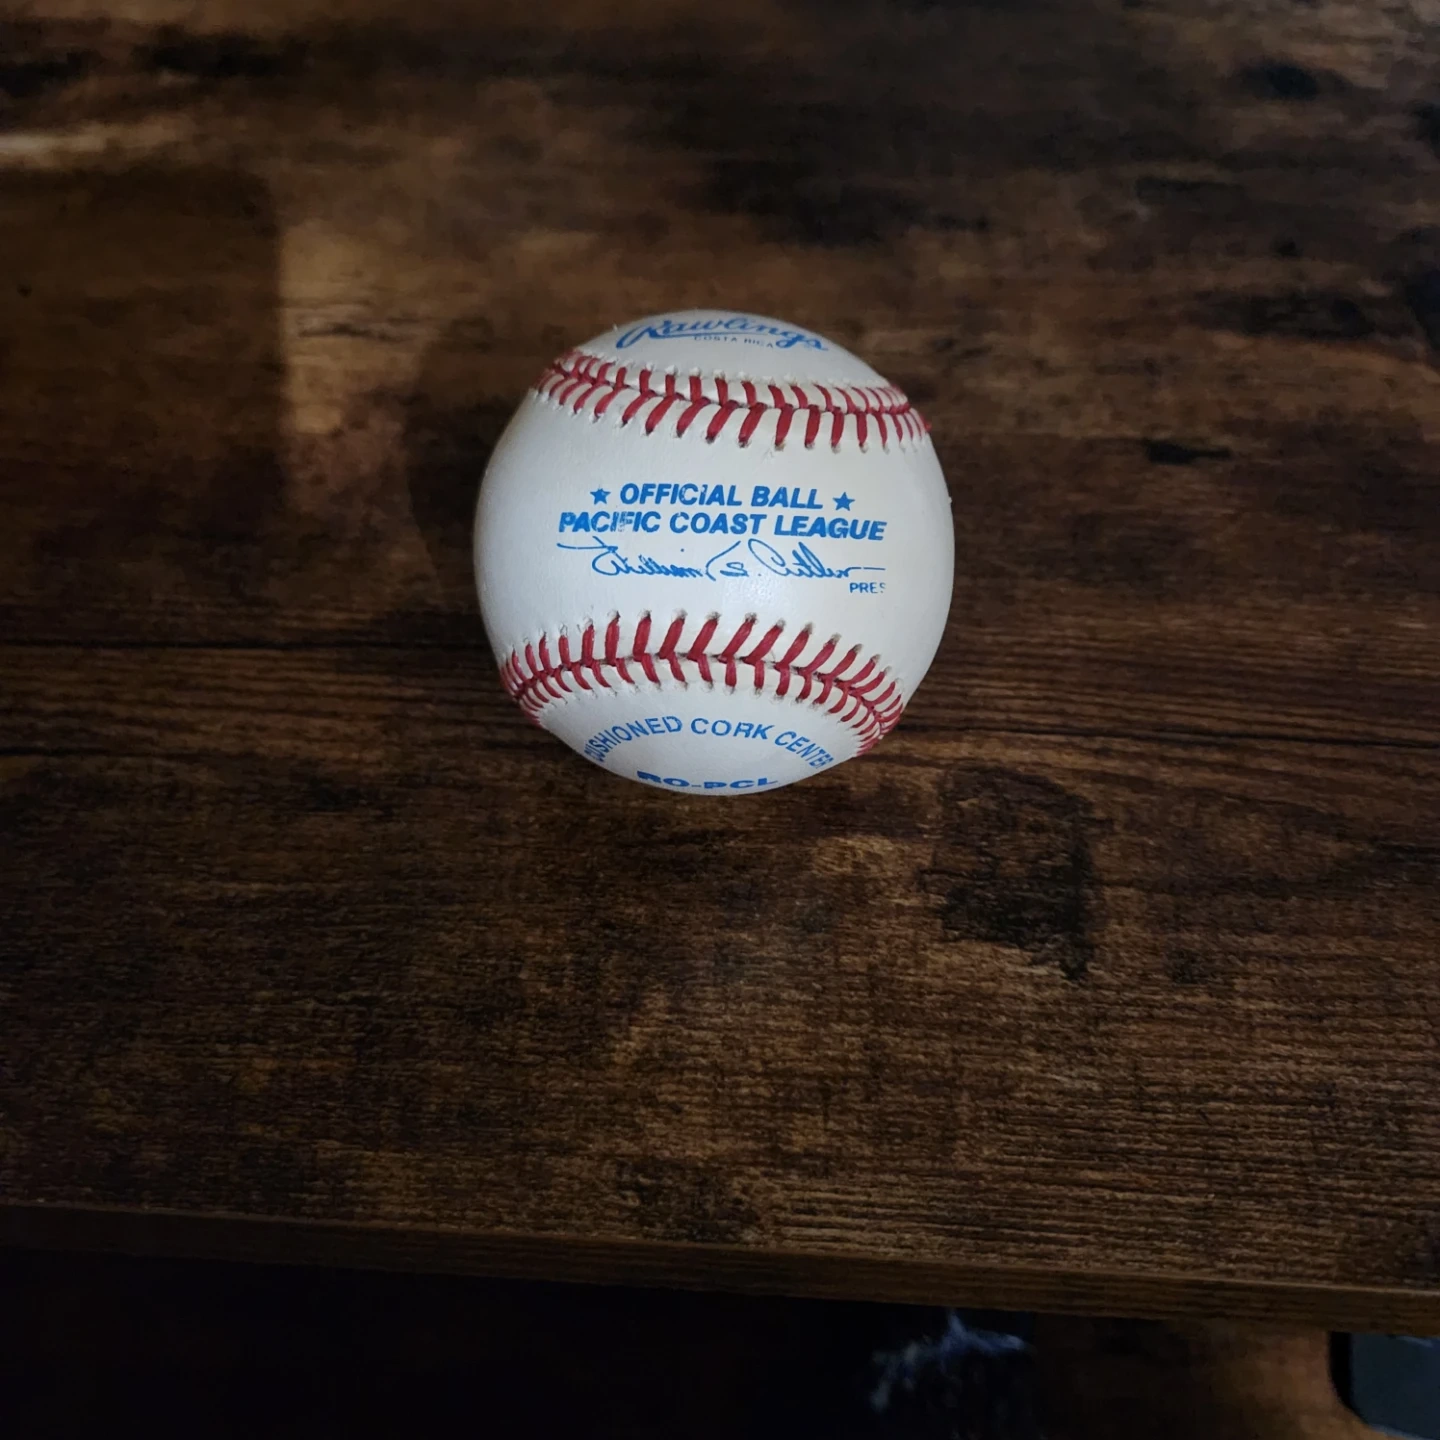 Rawlings
COSTA RICA
★ OFFICIAL BALL ★
PACIFIC COAST LEAGUE
PRES
CUSHIONED CORK CENTER
RO-PCL